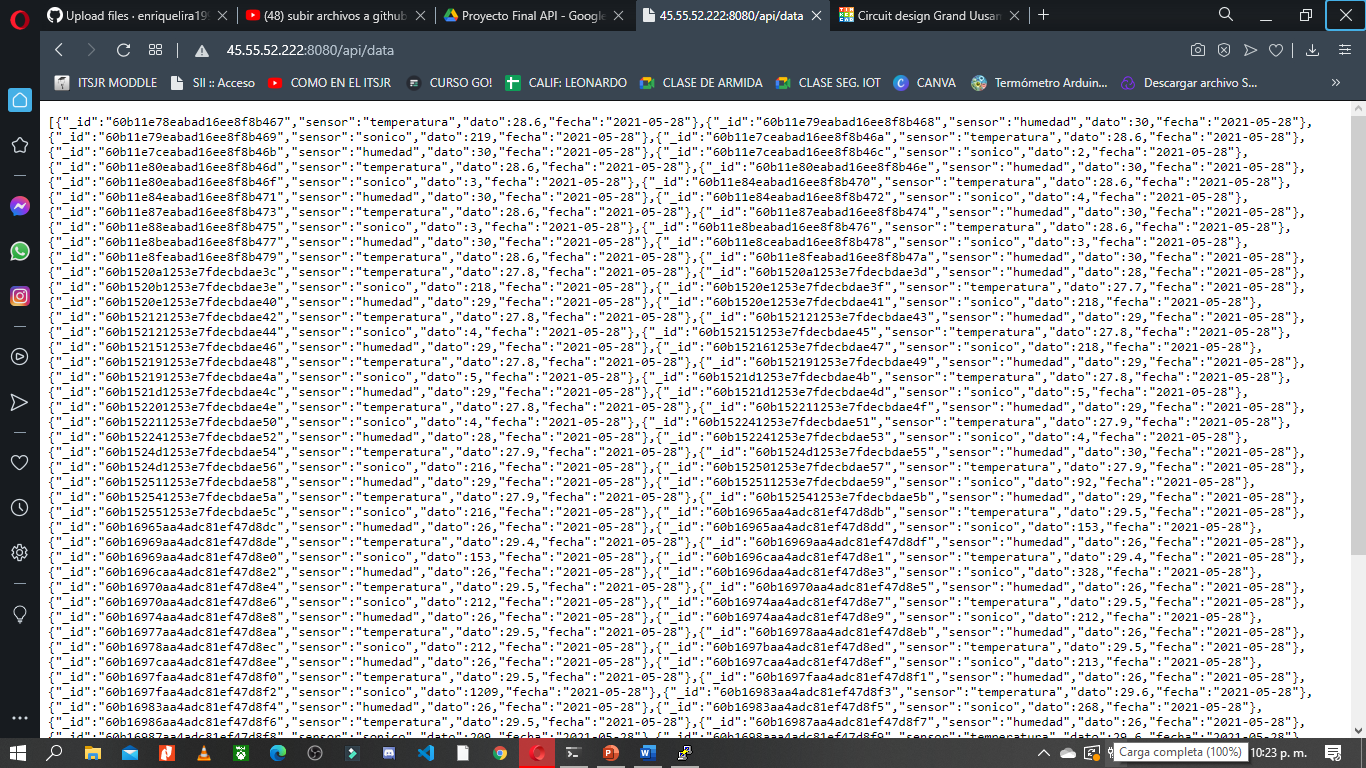 Upload files · enriquelira199
(48) subir archivos a github
Proyecto Final API - Google
45.55.52.222:8080/api/data
Circuit design Grand Uusan
45.55.52.222:8080/api/data
ITSJR MODDLE
SII :: Acceso
COMO EN EL ITSJR
CURSO GO!
CALIF: LEONARDO
CLASE DE ARMIDA
CLASE SEG. IOT
CANVA
Termómetro Arduin...
Descargar archivo S...
[{"_id":"60b11e78eabad16ee8f8b467","sensor":"temperatura","dato":28.6,"fecha":"2021-05-28"},{"_id":"60b11e79eabad16ee8f8b468","sensor":"humedad","dato":30,"fecha":"2021-05-28"},
{"_id":"60b11e79eabad16ee8f8b469","sensor":"sonico","dato":219,"fecha":"2021-05-28"},{"_id":"60b11e7ceabad16ee8f8b46a","sensor":"temperatura","dato":28.6,"fecha":"2021-05-28"},
{"_id":"60b11e7ceabad16ee8f8b46b","sensor":"humedad","dato":30,"fecha":"2021-05-28"},{"_id":"60b11e7ceabad16ee8f8b46c","sensor":"sonico","dato":2,"fecha":"2021-05-28"},
{"_id":"60b11e80eabad16ee8f8b46d","sensor":"temperatura","dato":28.6,"fecha":"2021-05-28"},{"_id":"60b11e80eabad16ee8f8b46e","sensor":"humedad","dato":30,"fecha":"2021-05-28"},
{"_id":"60b11e80eabad16ee8f8b46f","sensor":"sonico","dato":3,"fecha":"2021-05-28"},{"_id":"60b11e84eabad16ee8f8b470","sensor":"temperatura","dato":28.6,"fecha":"2021-05-28"},
{"_id":"60b11e84eabad16ee8f8b471","sensor":"humedad","dato":30,"fecha":"2021-05-28"},{"_id":"60b11e84eabad16ee8f8b472","sensor":"sonico","dato":4,"fecha":"2021-05-28"},
{"_id":"60b11e87eabad16ee8f8b473","sensor":"temperatura","dato":28.6,"fecha":"2021-05-28"},{"_id":"60b11e87eabad16ee8f8b474","sensor":"humedad","dato":30,"fecha":"2021-05-28"},
{"_id":"60b11e88eabad16ee8f8b475","sensor":"sonico","dato":3,"fecha":"2021-05-28"},{"_id":"60b11e8beabad16ee8f8b476","sensor":"temperatura","dato":28.6,"fecha":"2021-05-28"},
{"_id":"60b11e8beabad16ee8f8b477","sensor":"humedad","dato":30,"fecha":"2021-05-28"},{"_id":"60b11e8ceabad16ee8f8b478","sensor":"sonico","dato":3,"fecha":"2021-05-28"},
{"_id":"60b11e8feabad16ee8f8b479","sensor":"temperatura","dato":28.6,"fecha":"2021-05-28"},{"_id":"60b11e8feabad16ee8f8b47a","sensor":"humedad","dato":30,"fecha":"2021-05-28"},
{"_id":"60b1520a1253e7fdecbdae3c","sensor":"temperatura","dato":27.8,"fecha":"2021-05-28"},{"_id":"60b1520a1253e7fdecbdae3d","sensor":"humedad","dato":28,"fecha":"2021-05-28"},
{"_id":"60b1520b1253e7fdecbdae3e","sensor":"sonico","dato":218,"fecha":"2021-05-28"},{"_id":"60b1520e1253e7fdecbdae3f","sensor":"temperatura","dato":27.7,"fecha":"2021-05-28"},
{"_id":"60b1520e1253e7fdecbdae40","sensor":"humedad","dato":29,"fecha":"2021-05-28"},{"_id":"60b1520e1253e7fdecbdae41","sensor":"sonico","dato":218,"fecha":"2021-05-28"},
{"_id":"60b152121253e7fdecbdae42","sensor":"temperatura","dato":27.8,"fecha":"2021-05-28"},{"_id":"60b152121253e7fdecbdae43","sensor":"humedad","dato":29,"fecha":"2021-05-28"},
{"_id":"60b152121253e7fdecbdae44","sensor":"sonico","dato":4,"fecha":"2021-05-28"},{"_id":"60b152151253e7fdecbdae45","sensor":"temperatura","dato":27.8,"fecha":"2021-05-28"},
{"_id":"60b152151253e7fdecbdae46","sensor":"humedad","dato":29,"fecha":"2021-05-28"},{"_id":"60b152161253e7fdecbdae47","sensor":"sonico","dato":218,"fecha":"2021-05-28"},
{"_id":"60b152191253e7fdecbdae48","sensor":"temperatura","dato":27.8,"fecha":"2021-05-28"},{"_id":"60b152191253e7fdecbdae49","sensor":"humedad","dato":29,"fecha":"2021-05-28"},
{"_id":"60b152191253e7fdecbdae4a","sensor":"sonico","dato":5,"fecha":"2021-05-28"},{"_id":"60b1521d1253e7fdecbdae4b","sensor":"temperatura","dato":27.8,"fecha":"2021-05-28"},
{"_id":"60b1521d1253e7fdecbdae4c","sensor":"humedad","dato":29,"fecha":"2021-05-28"},{"_id":"60b1521d1253e7fdecbdae4d","sensor":"sonico","dato":5,"fecha":"2021-05-28"},
{"_id":"60b152201253e7fdecbdae4e","sensor":"temperatura","dato":27.8,"fecha":"2021-05-28"},{"_id":"60b152211253e7fdecbdae4f","sensor":"humedad","dato":29,"fecha":"2021-05-28"},
{"_id":"60b152211253e7fdecbdae50","sensor":"sonico","dato":4,"fecha":"2021-05-28"},{"_id":"60b152241253e7fdecbdae51","sensor":"temperatura","dato":27.9,"fecha":"2021-05-28"},
{"_id":"60b152241253e7fdecbdae52","sensor":"humedad","dato":28,"fecha":"2021-05-28"},{"_id":"60b152241253e7fdecbdae53","sensor":"sonico","dato":4,"fecha":"2021-05-28"},
{"_id":"60b1524d1253e7fdecbdae54","sensor":"temperatura","dato":27.9,"fecha":"2021-05-28"},{"_id":"60b1524d1253e7fdecbdae55","sensor":"humedad","dato":30,"fecha":"2021-05-28"},
{"_id":"60b1524d1253e7fdecbdae56","sensor":"sonico","dato":216,"fecha":"2021-05-28"},{"_id":"60b152501253e7fdecbdae57","sensor":"temperatura","dato":27.9,"fecha":"2021-05-28"},
{"_id":"60b152511253e7fdecbdae58","sensor":"humedad","dato":29,"fecha":"2021-05-28"},{"_id":"60b152511253e7fdecbdae59","sensor":"sonico","dato":92,"fecha":"2021-05-28"},
{"_id":"60b152541253e7fdecbdae5a","sensor":"temperatura","dato":27.9,"fecha":"2021-05-28"},{"_id":"60b152541253e7fdecbdae5b","sensor":"humedad","dato":29,"fecha":"2021-05-28"},
{"_id":"60b152551253e7fdecbdae5c","sensor":"sonico","dato":216,"fecha":"2021-05-28"},{"_id":"60b16965aa4adc81ef47d8db","sensor":"temperatura","dato":29.5,"fecha":"2021-05-28"},
{"_id":"60b16965aa4adc81ef47d8dc","sensor":"humedad","dato":26,"fecha":"2021-05-28"},{"_id":"60b16965aa4adc81ef47d8dd","sensor":"sonico","dato":153,"fecha":"2021-05-28"},
{"_id":"60b16969aa4adc81ef47d8de","sensor":"temperatura","dato":29.4,"fecha":"2021-05-28"},{"_id":"60b16969aa4adc81ef47d8df","sensor":"humedad","dato":26,"fecha":"2021-05-28"},
{"_id":"60b16969aa4adc81ef47d8e0","sensor":"sonico","dato":153,"fecha":"2021-05-28"},{"_id":"60b1696caa4adc81ef47d8e1","sensor":"temperatura","dato":29.4,"fecha":"2021-05-28"},
{"_id":"60b1696caa4adc81ef47d8e2","sensor":"humedad","dato":26,"fecha":"2021-05-28"},{"_id":"60b1696daa4adc81ef47d8e3","sensor":"sonico","dato":328,"fecha":"2021-05-28"},
{"_id":"60b16970aa4adc81ef47d8e4","sensor":"temperatura","dato":29.5,"fecha":"2021-05-28"},{"_id":"60b16970aa4adc81ef47d8e5","sensor":"humedad","dato":26,"fecha":"2021-05-28"},
{"_id":"60b16970aa4adc81ef47d8e6","sensor":"sonico","dato":212,"fecha":"2021-05-28"},{"_id":"60b16974aa4adc81ef47d8e7","sensor":"temperatura","dato":29.5,"fecha":"2021-05-28"},
{"_id":"60b16974aa4adc81ef47d8e8","sensor":"humedad","dato":26,"fecha":"2021-05-28"},{"_id":"60b16974aa4adc81ef47d8e9","sensor":"sonico","dato":212,"fecha":"2021-05-28"},
{"_id":"60b16977aa4adc81ef47d8ea","sensor":"temperatura","dato":29.5,"fecha":"2021-05-28"},{"_id":"60b16978aa4adc81ef47d8eb","sensor":"humedad","dato":26,"fecha":"2021-05-28"},
{"_id":"60b16978aa4adc81ef47d8ec","sensor":"sonico","dato":212,"fecha":"2021-05-28"},{"_id":"60b1697baa4adc81ef47d8ed","sensor":"temperatura","dato":29.5,"fecha":"2021-05-28"},
{"_id":"60b1697caa4adc81ef47d8ee","sensor":"humedad","dato":26,"fecha":"2021-05-28"},{"_id":"60b1697caa4adc81ef47d8ef","sensor":"sonico","dato":213,"fecha":"2021-05-28"},
{"_id":"60b1697faa4adc81ef47d8f0","sensor":"temperatura","dato":29.5,"fecha":"2021-05-28"},{"_id":"60b1697faa4adc81ef47d8f1","sensor":"humedad","dato":26,"fecha":"2021-05-28"},
{"_id":"60b1697faa4adc81ef47d8f2","sensor":"sonico","dato":1209,"fecha":"2021-05-28"},{"_id":"60b16983aa4adc81ef47d8f3","sensor":"temperatura","dato":29.6,"fecha":"2021-05-28"},
{"_id":"60b16983aa4adc81ef47d8f4","sensor":"humedad","dato":26,"fecha":"2021-05-28"},{"_id":"60b16983aa4adc81ef47d8f5","sensor":"sonico","dato":268,"fecha":"2021-05-28"},
{"_id":"60b16986aa4adc81ef47d8f6","sensor":"temperatura","dato":29.5,"fecha":"2021-05-28"},{"_id":"60b16987aa4adc81ef47d8f7","sensor":"humedad","dato":26,"fecha":"2021-05-28"},
{"_id":"60b16987aa4adc81ef47d8f8","sensor":"sonico","dato":209,"fecha":"2021-05-28"},{"_id":"60b1698aaa4adc81ef47d8f9","sensor":"temperatura","dato":29.6,"fecha":"2021-05-28"},
Carga completa (100%)
10:23 p. m.